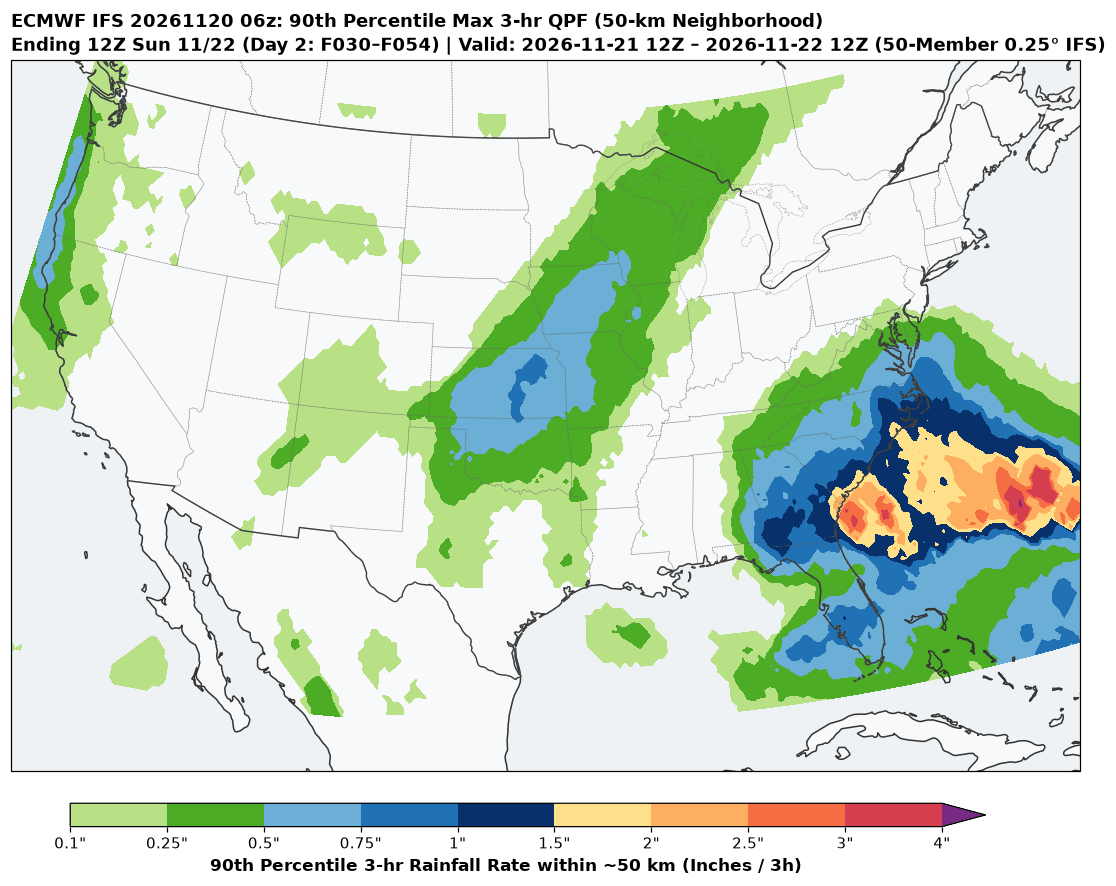 ECMWF IFS 20261120 06z: 90th Percentile Max 3-hr QPF (50-km Neighborhood)
Ending 12Z Sun 11/22 (Day 2: F030–F054) | Valid: 2026-11-21 12Z – 2026-11-22 12Z (50-Member 0.25° IFS)
0.1" 0.25" 0.5" 0.75" 1" 1.5" 2" 2.5" 3" 4"
90th Percentile 3-hr Rainfall Rate within ~50 km (Inches / 3h)